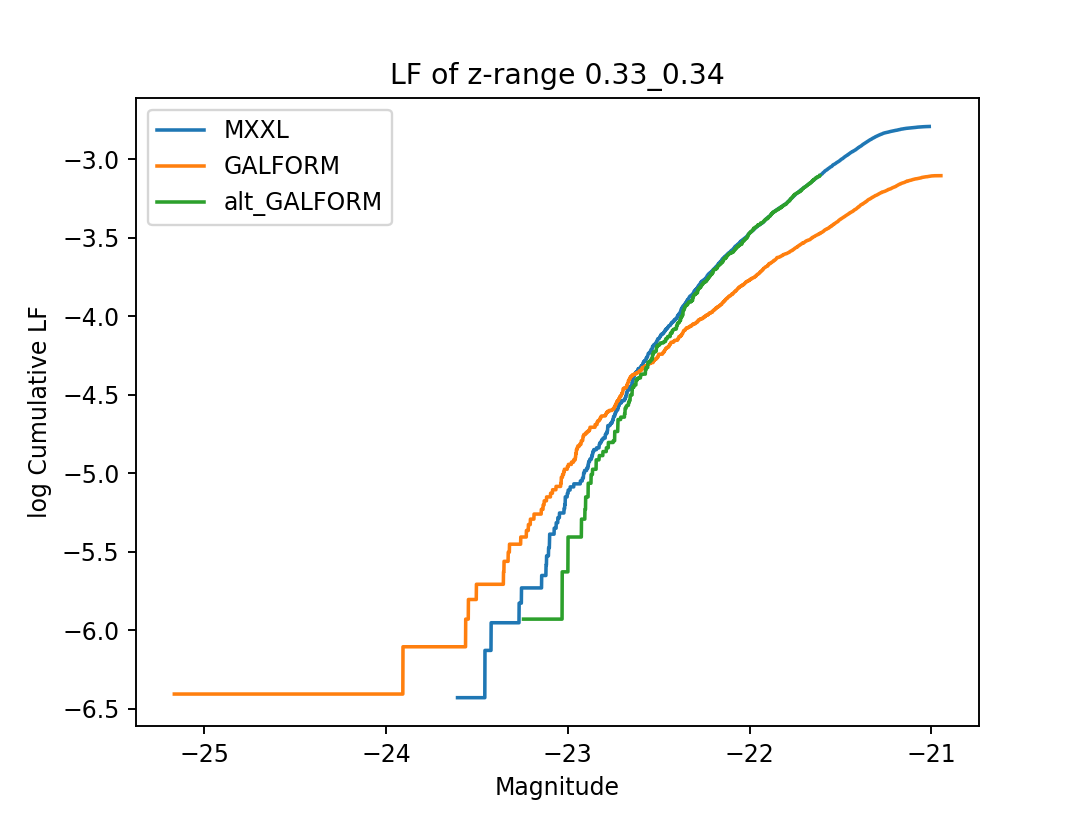 LF of z-range 0.33_0.34
MXXL
GALFORM
alt_GALFORM
log Cumulative LF
−3.0
−3.5
−4.0
−4.5
−5.0
−5.5
−6.0
−6.5
−25 −24 −23 −22 −21
Magnitude